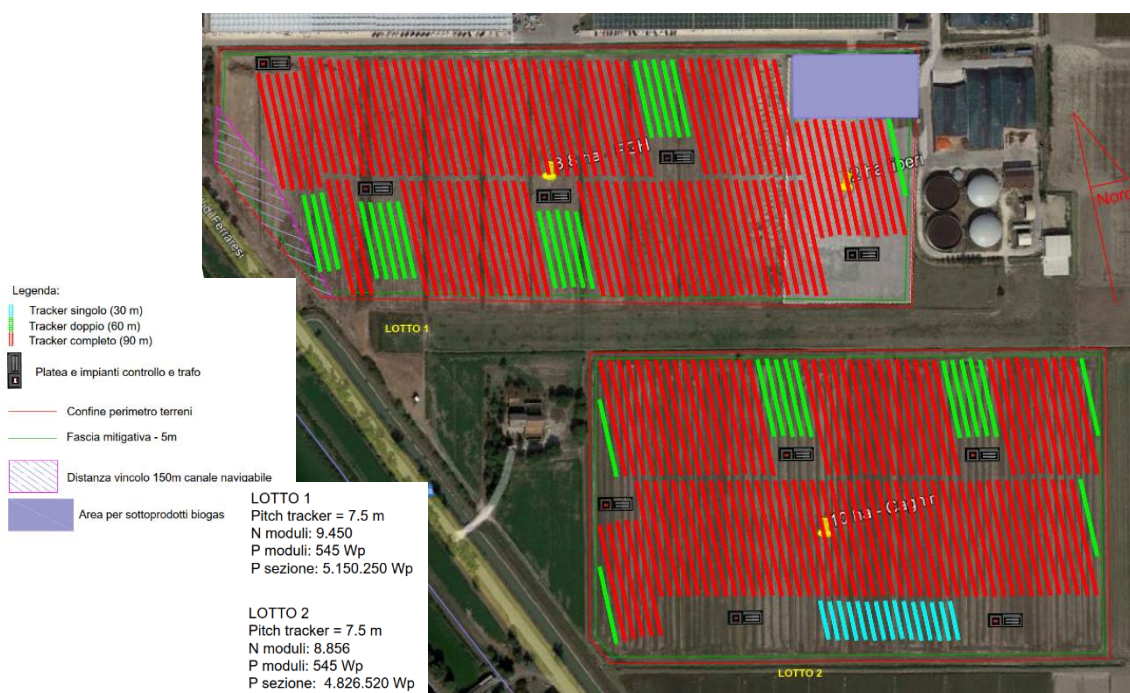 Legenda:
Tracker singolo (30 m)
Tracker doppio (60 m)
Tracker completo (90 m)
Platea e impianti controllo e trafo
Confine perimetro terreni
Fascia mitigativa - 5m
Distanza vincolo 150m canale navigabile
Area per sottoprodotti biogas
LOTTO 1
Nord
LOTTO 1
Pitch tracker = 7.5 m
N moduli: 9.450
P moduli: 545 Wp
P sezione: 5.150.250 Wp
LOTTO 2
Pitch tracker = 7.5 m
N moduli: 8.856
P moduli: 545 Wp
P sezione: 4.826.520 Wp
LOTTO 2